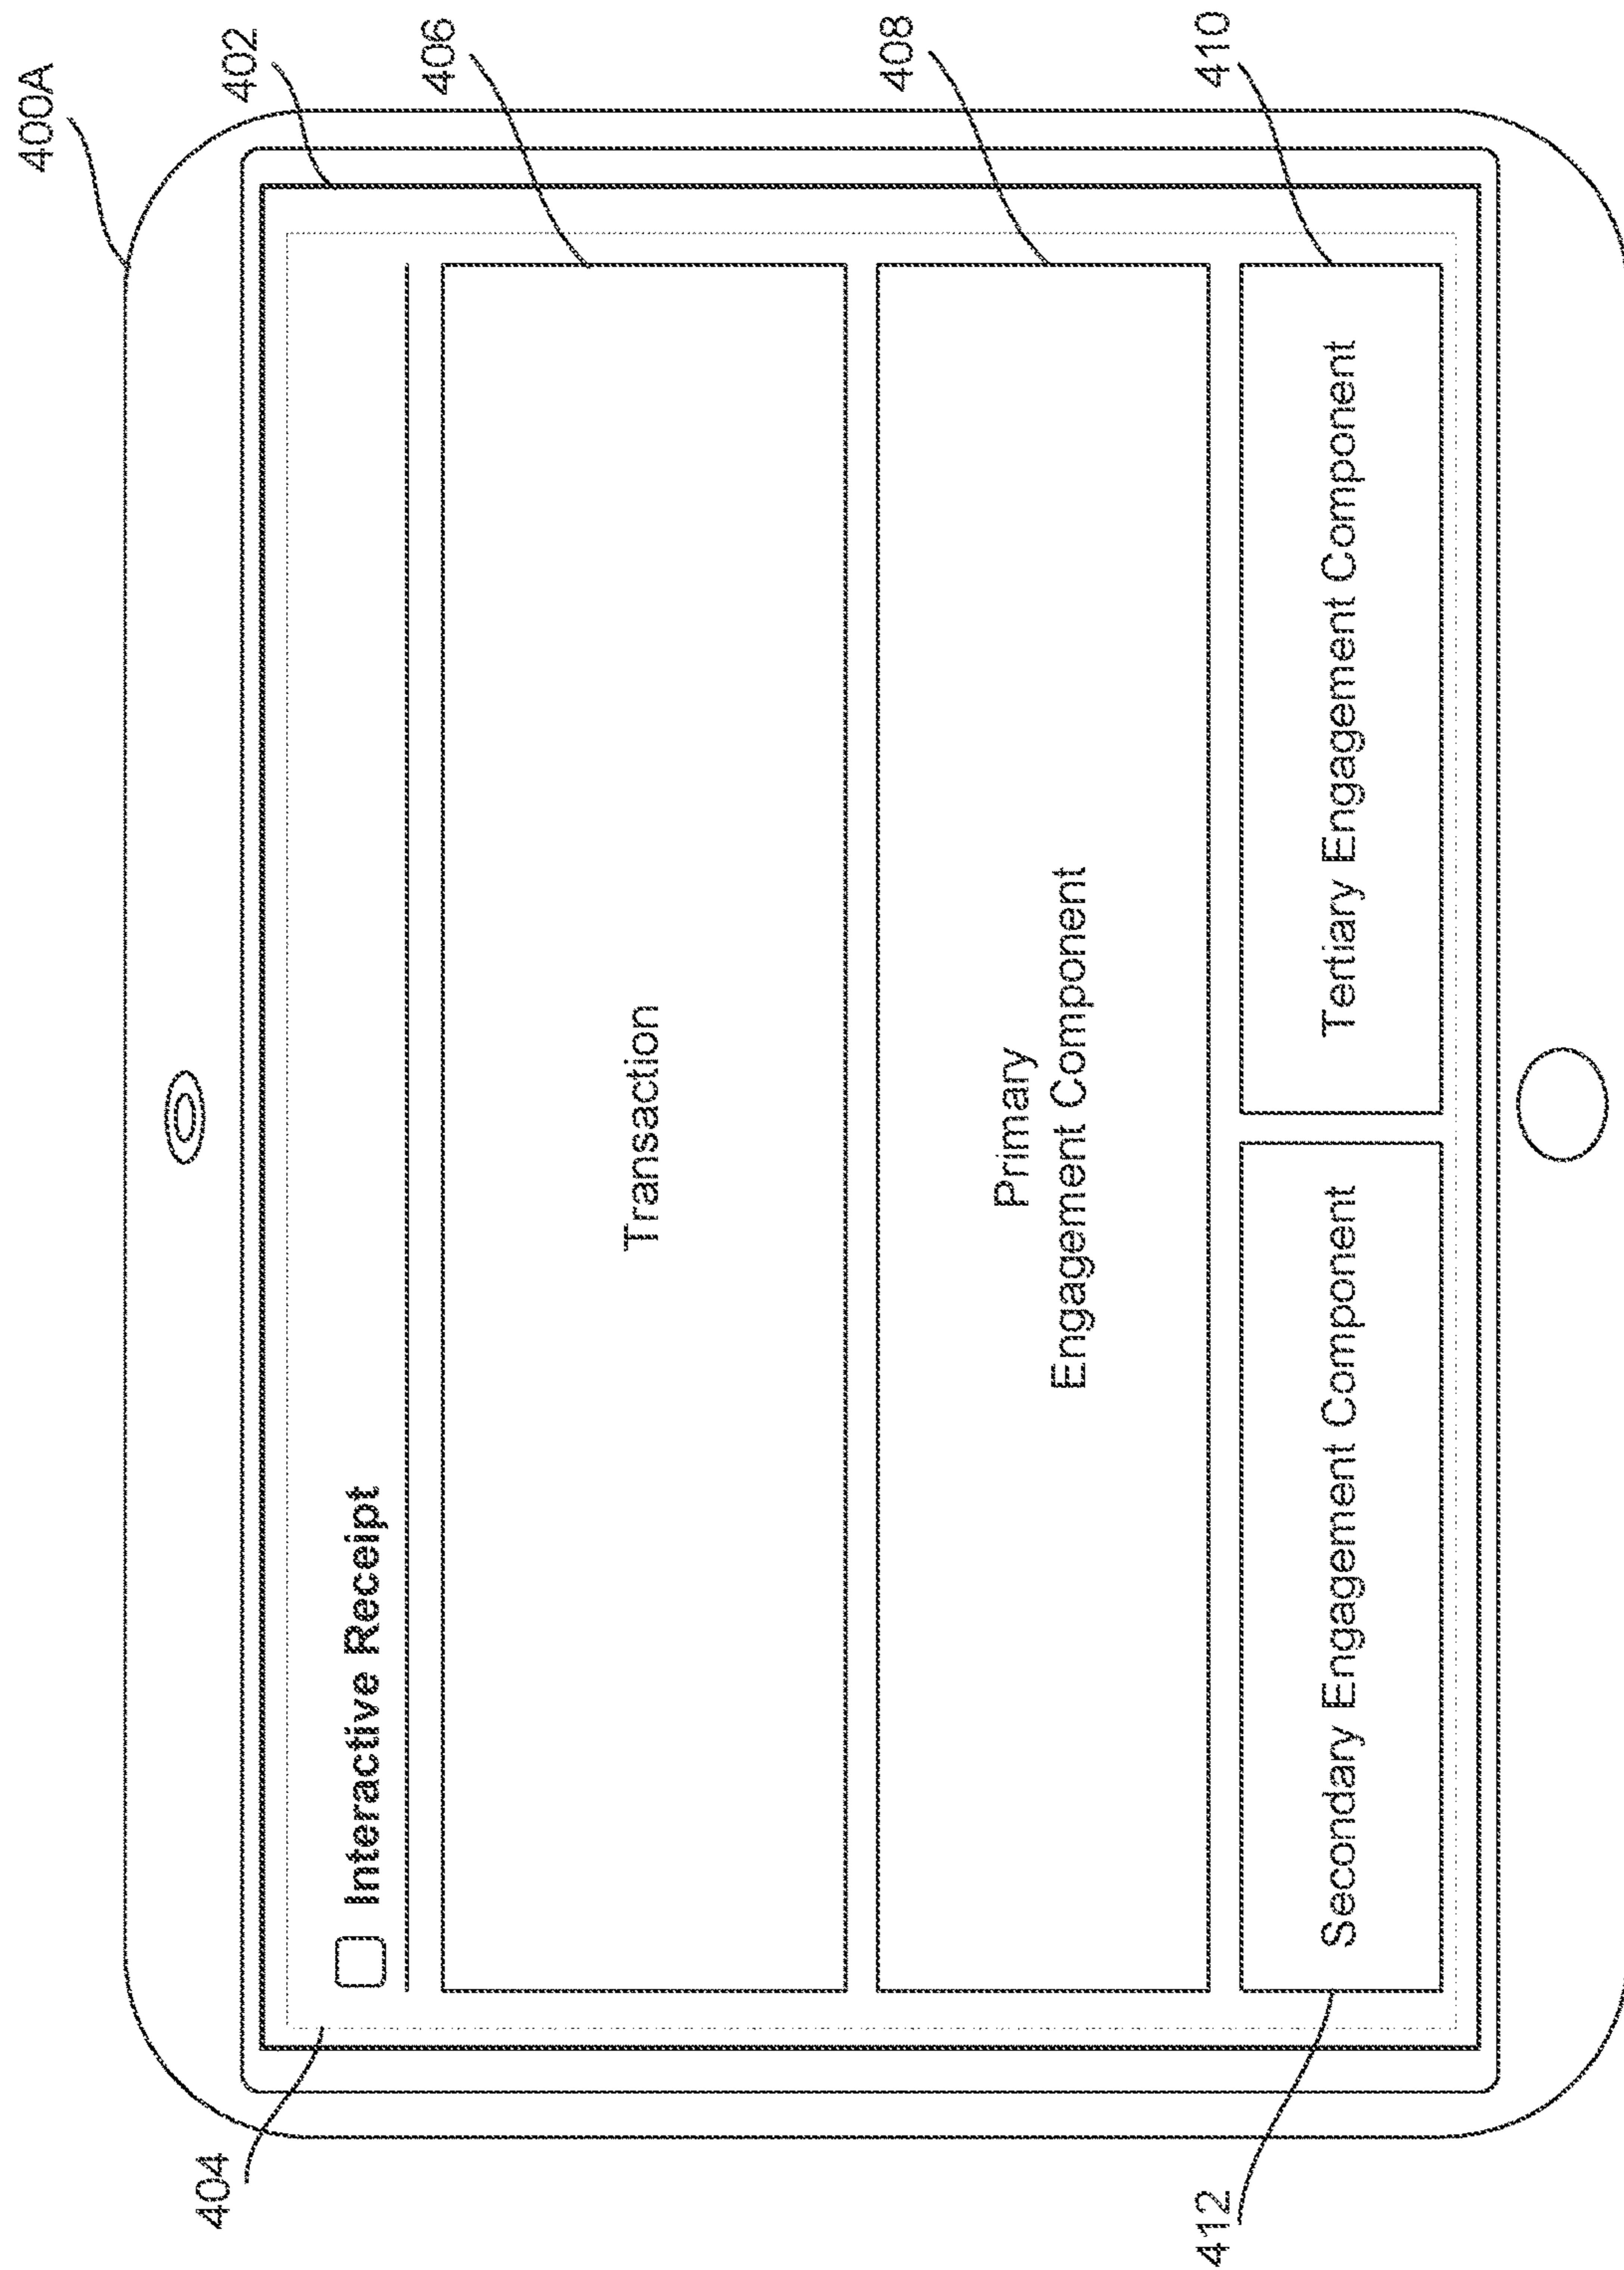 400A
402
404
Interactive Receipt
406
Transaction
408
Primary
Engagement Component
410
412
Secondary Engagement Component
Tertiary Engagement Component